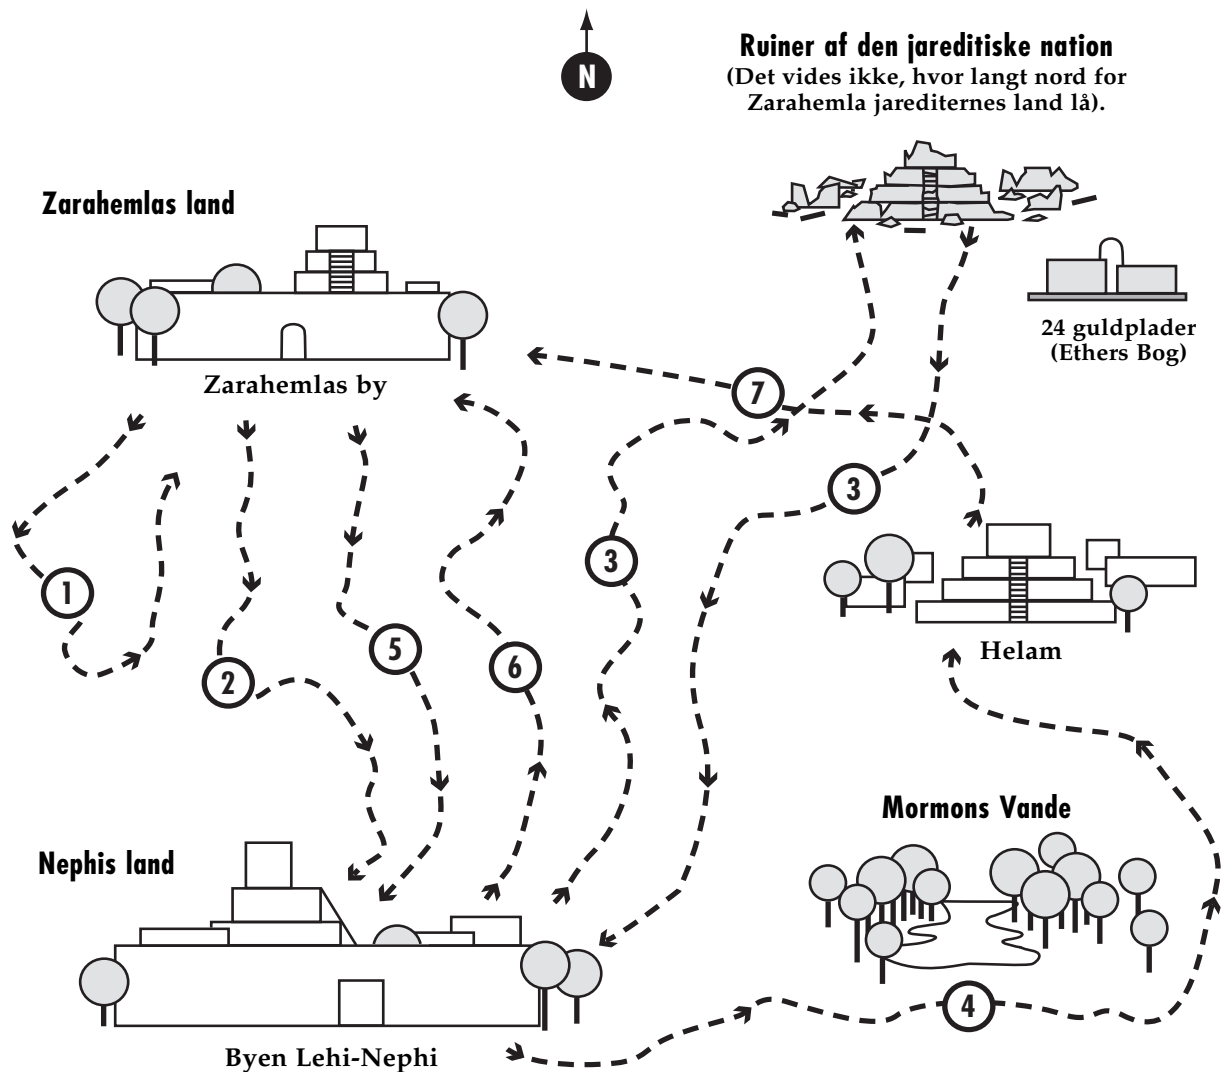 N
Ruiner af den jareditiske nation
(Det vides ikke, hvor langt nord for
Zarahemla jarediternes land lå).
Zarahemlas land
24 guldplader
(Ethers Bog)
Zarahemlas by
7
3
3
1
5
2
6
Helam
Mormons Vande
Nephis land
4
Byen Lehi-Nephi